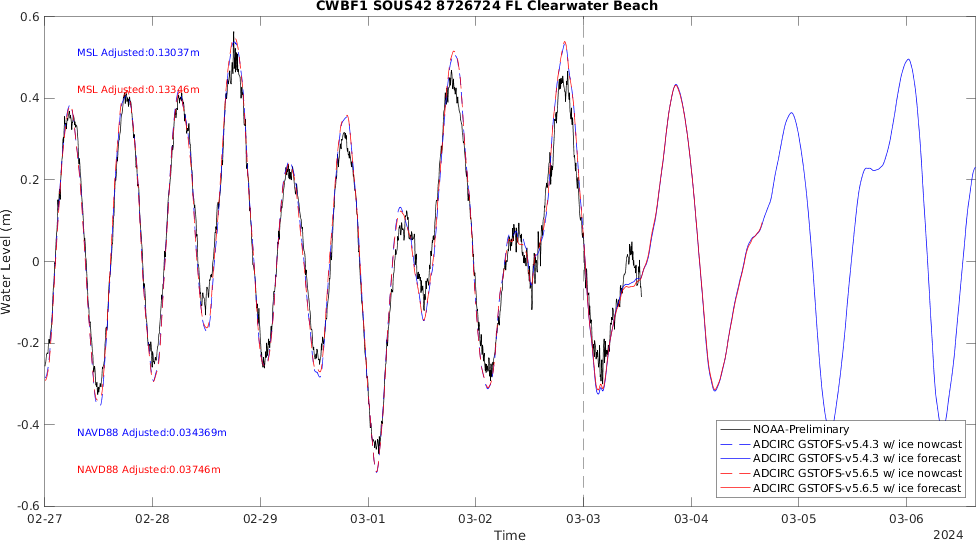 CWBF1 SOUS42 8726724 FL Clearwater Beach
0.6
0.4
0.2
0
-0.2
-0.4
-0.6
Water Level (m)
MSL Adjusted:0.13037m
MSL Adjusted:0.13346m
NAVD88 Adjusted:0.034369m
NAVD88 Adjusted:0.03746m
NOAA-Preliminary
ADCIRC GSTOFS-v5.4.3 w/ ice nowcast
ADCIRC GSTOFS-v5.4.3 w/ ice forecast
ADCIRC GSTOFS-v5.6.5 w/ ice nowcast
ADCIRC GSTOFS-v5.6.5 w/ ice forecast
02-27 02-28 02-29 03-01 03-02 03-03 03-04 03-05 03-06
Time
2024